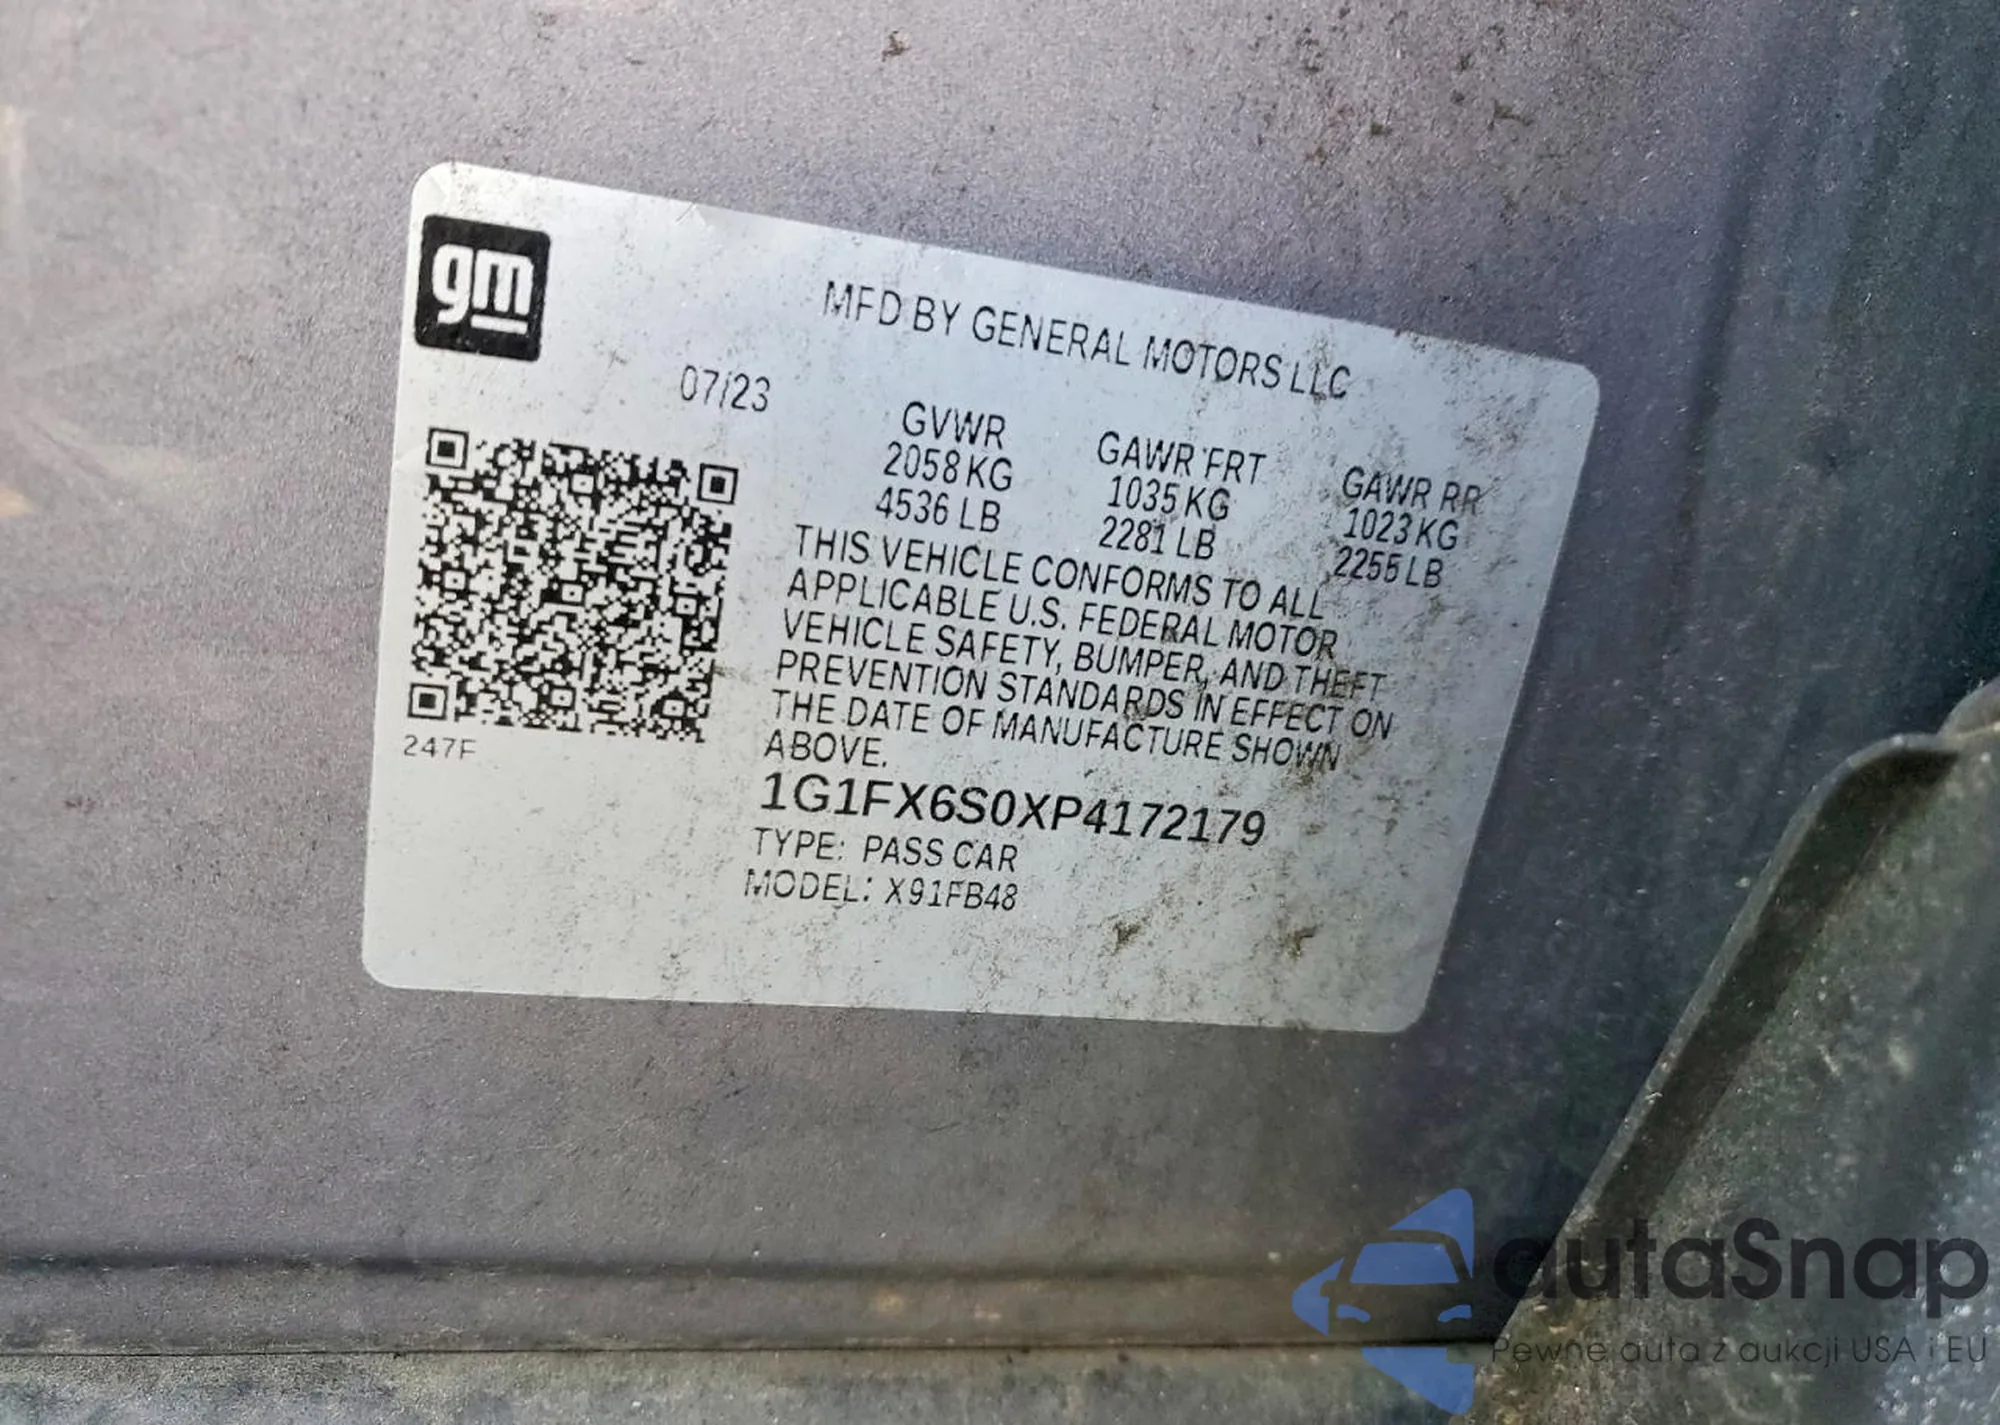 gm
MFD BY GENERAL MOTORS LLC
07/23
GVWR
2058 KG
4536 LB
GAWR FRT
1035 KG
2281 LB
GAWR RR
1023 KG
2255 LB
THIS VEHICLE CONFORMS TO ALL
APPLICABLE U.S. FEDERAL MOTOR
VEHICLE SAFETY, BUMPER, AND THEFT
PREVENTION STANDARDS IN EFFECT ON
THE DATE OF MANUFACTURE SHOWN
ABOVE.
247F
1G1FX6S0XP4172179
TYPE: PASS CAR
MODEL: X91FB48
autaSnap
Pewne auta z aukcji USA i EU